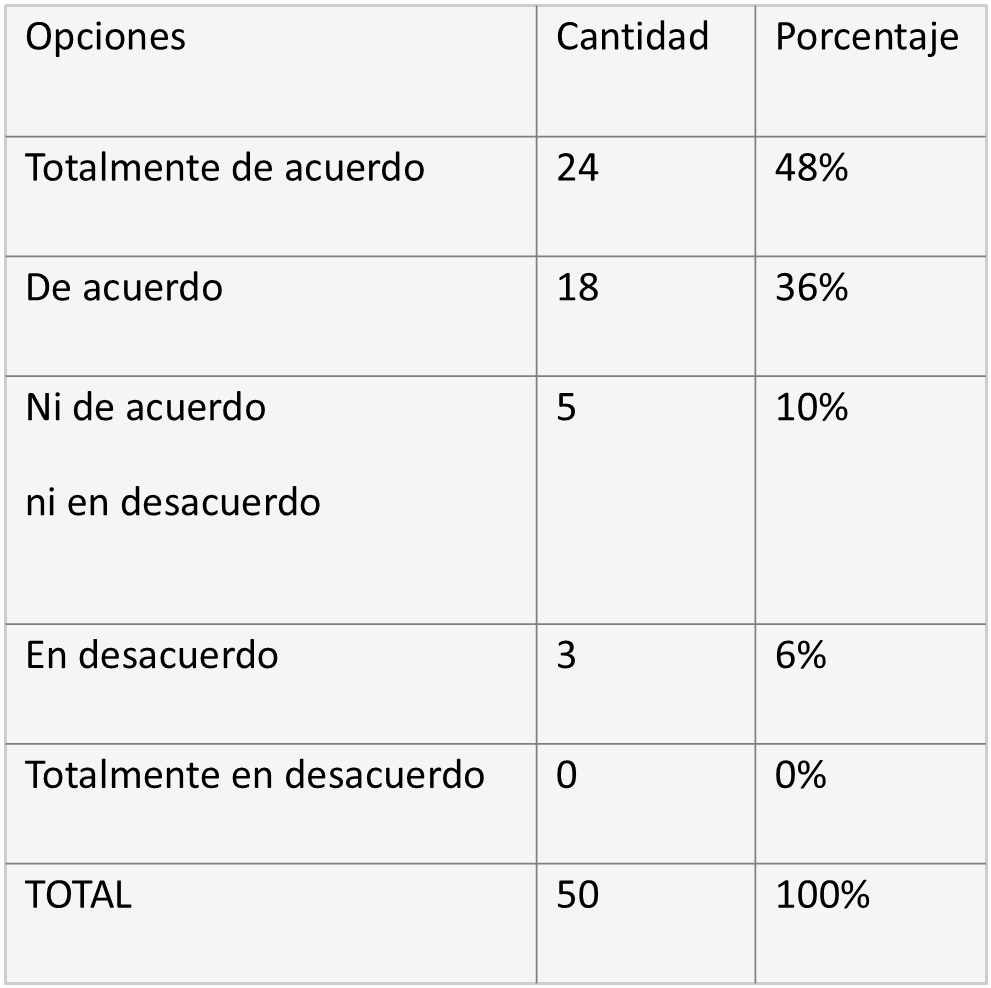 Opciones Cantidad Porcentaje
Totalmente de acuerdo 24 48%
De acuerdo 18 36%
Ni de acuerdo 5 10%
ni en desacuerdo
En desacuerdo 3 6%
Totalmente en desacuerdo 0 0%
TOTAL 50 100%